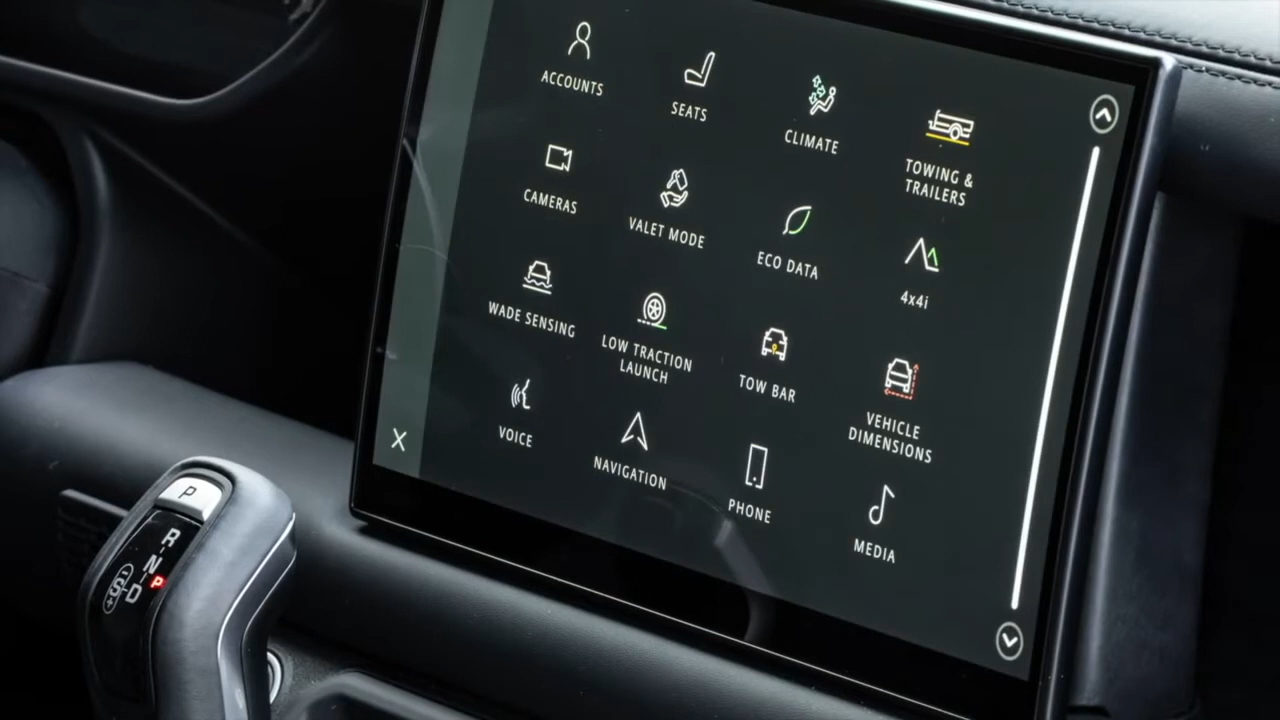 ACCOUNTS
SEATS
CLIMATE
TOWING &
TRAILERS
CAMERAS
VALET MODE
ECO DATA
4x4i
WADE SENSING
LOW TRACTION
LAUNCH
TOW BAR
VEHICLE
DIMENSIONS
VOICE
NAVIGATION
PHONE
MEDIA
P
R
N
P
+S-
D